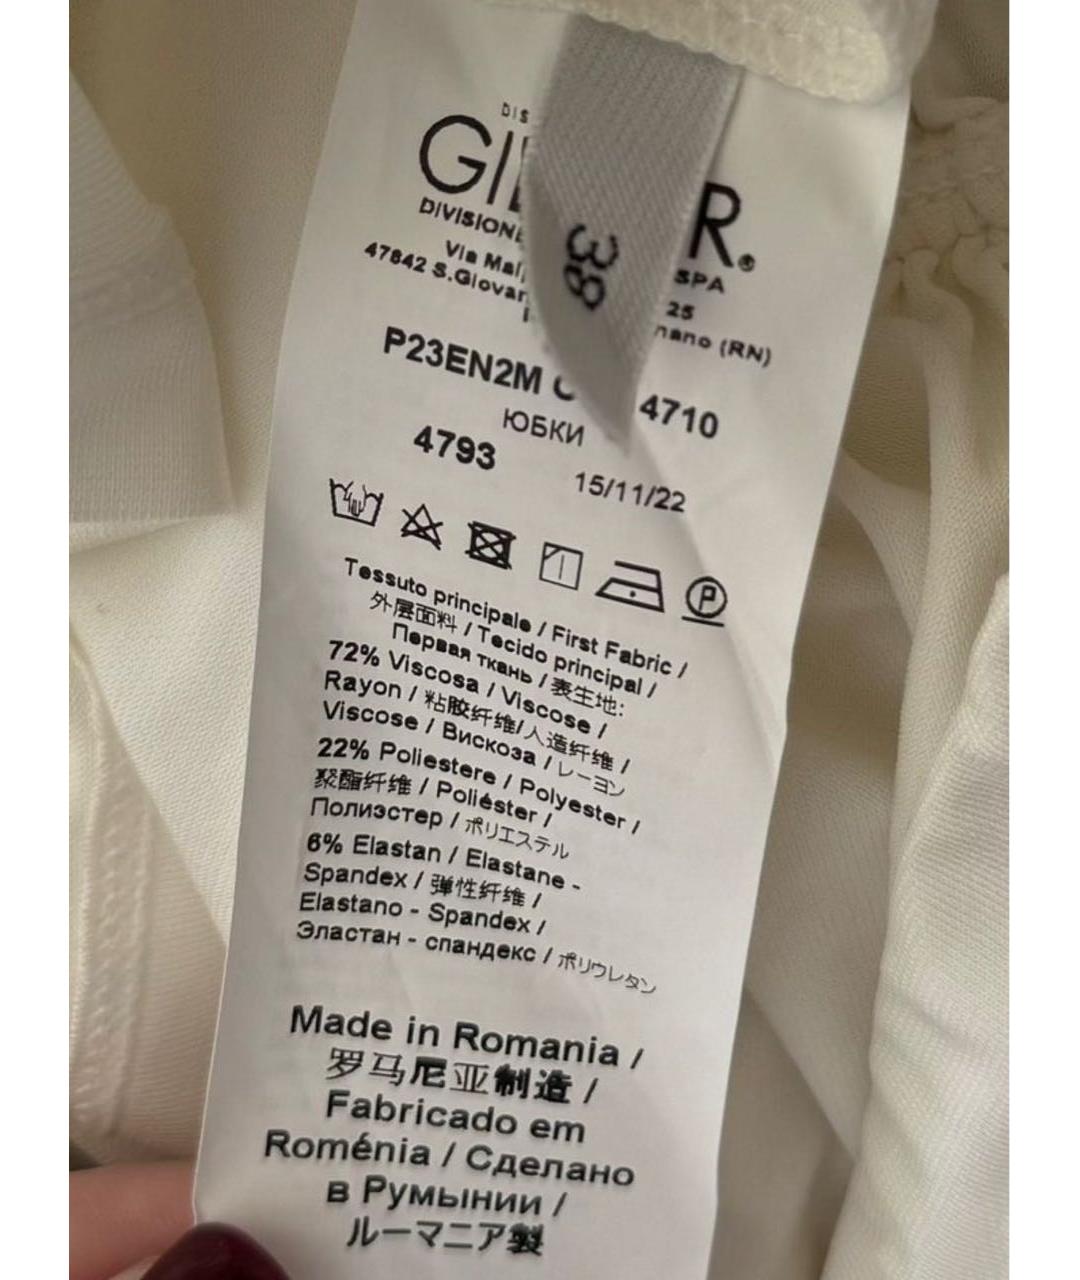 38
DIVISIONE SPA
25
(RN)
P23EN2M 4710
ЮБКИ
4793 15/11/22
P
Tessuto principale / First Fabric /
外层面料 / Tecido principal /
Первая ткань / 表生地:
72% Viscosa / Viscose /
Rayon / 粘胶纤维/人造纤维 /
Viscose / Вискоза / レーヨン
22% Poliestere / Polyester /
聚酯纤维 / Poliéster /
Полиэстер / ポリエステル
6% Elastan / Elastane -
Spandex / 弹性纤维 /
Elastano - Spandex /
Эластан - спандекс / ポリウレタン
Made in Romania /
罗马尼亚制造 /
Fabricado em
Roménia / Сделано
в Румынии /
ルーマニア製